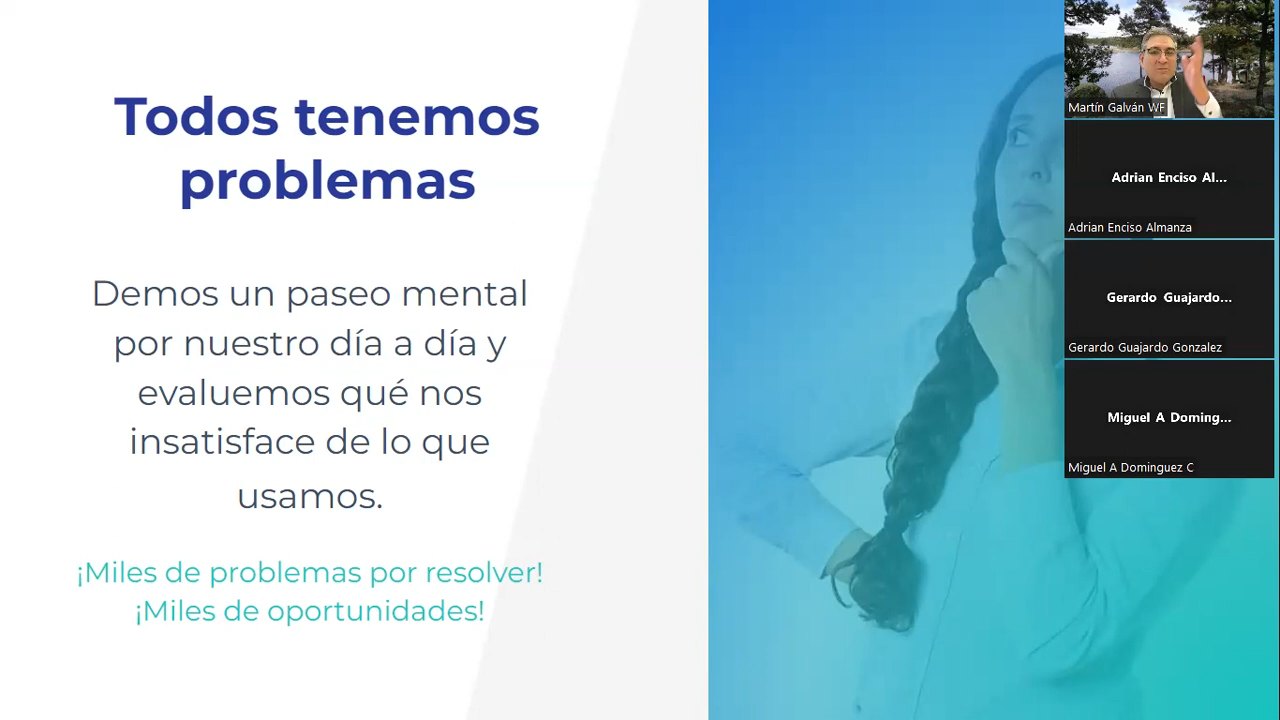 Todos tenemos
problemas
Demos un paseo mental
por nuestro día a día y
evaluemos qué nos
insatisface de lo que
usamos.
¡Miles de problemas por resolver!
¡Miles de oportunidades!
Martín Galván WF
Adrian Enciso Al...
Adrian Enciso Almanza
Gerardo Guajardo...
Gerardo Guajardo Gonzalez
Miguel A Doming...
Miguel A Dominguez C